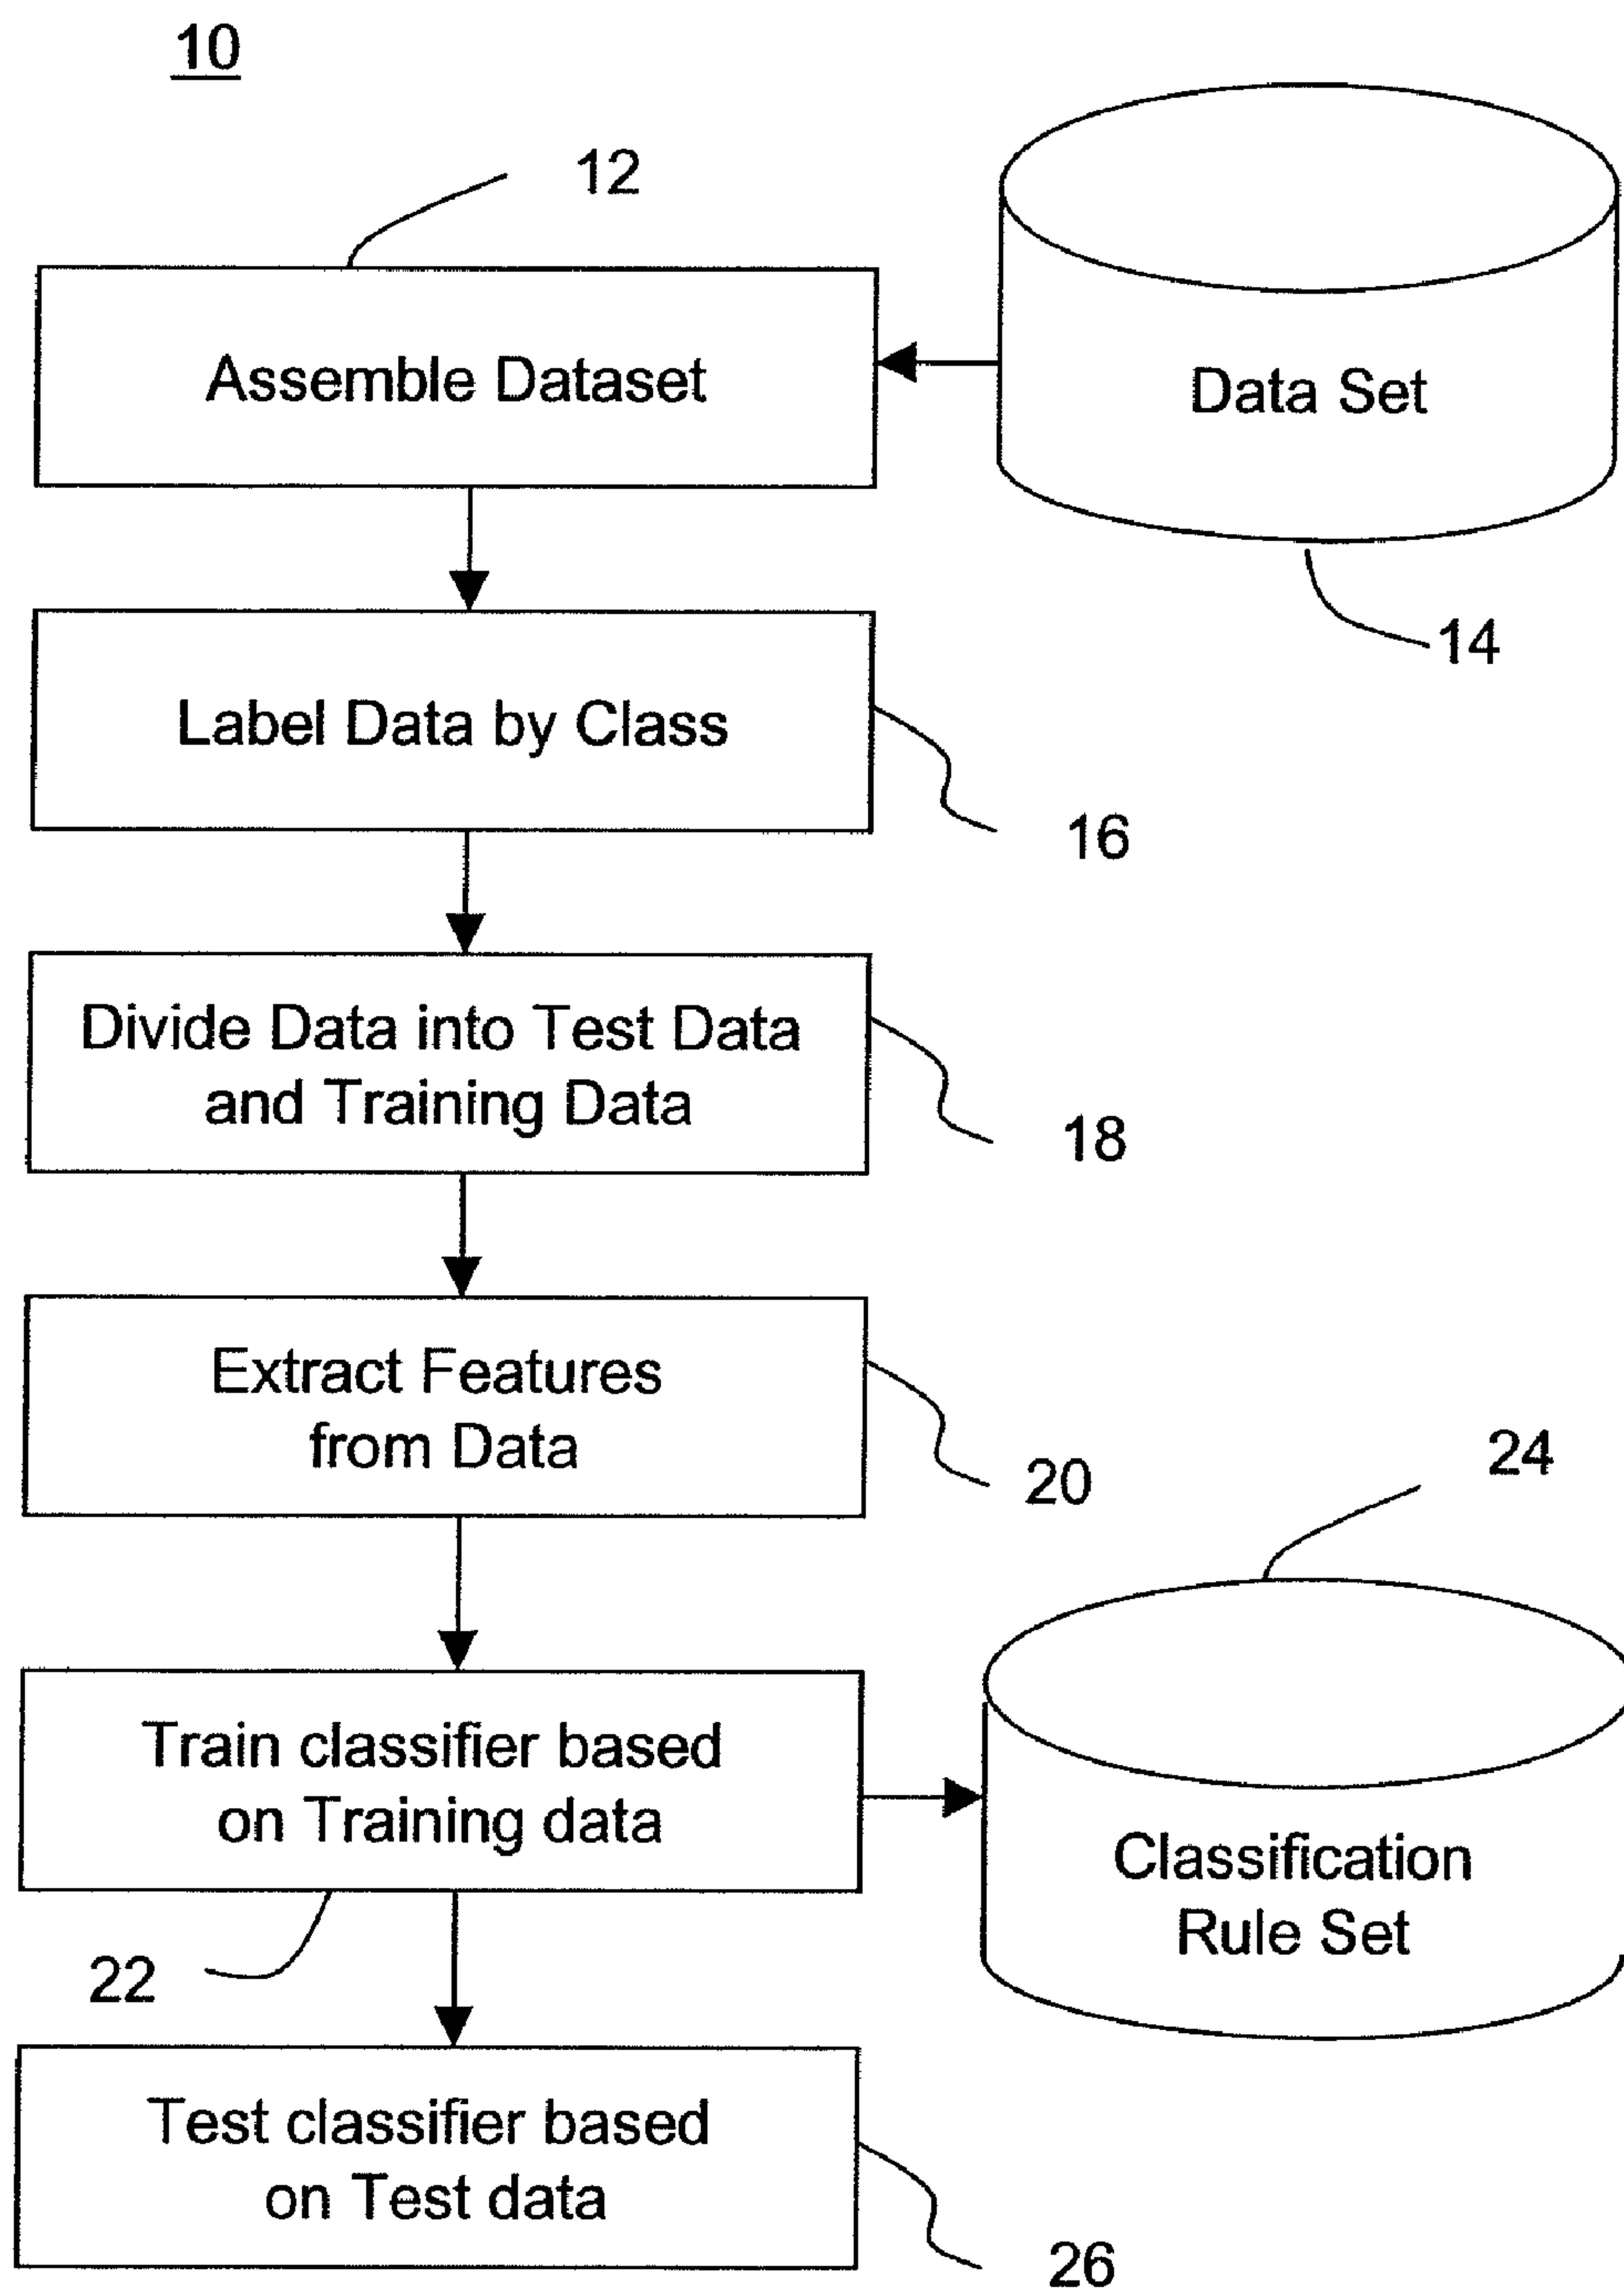 10
12
Assemble Dataset
Data Set
14
Label Data by Class
16
Divide Data into Test Data
and Training Data
18
Extract Features
from Data
20
24
Train classifier based
on Training data
Classification
Rule Set
22
Test classifier based
on Test data
26